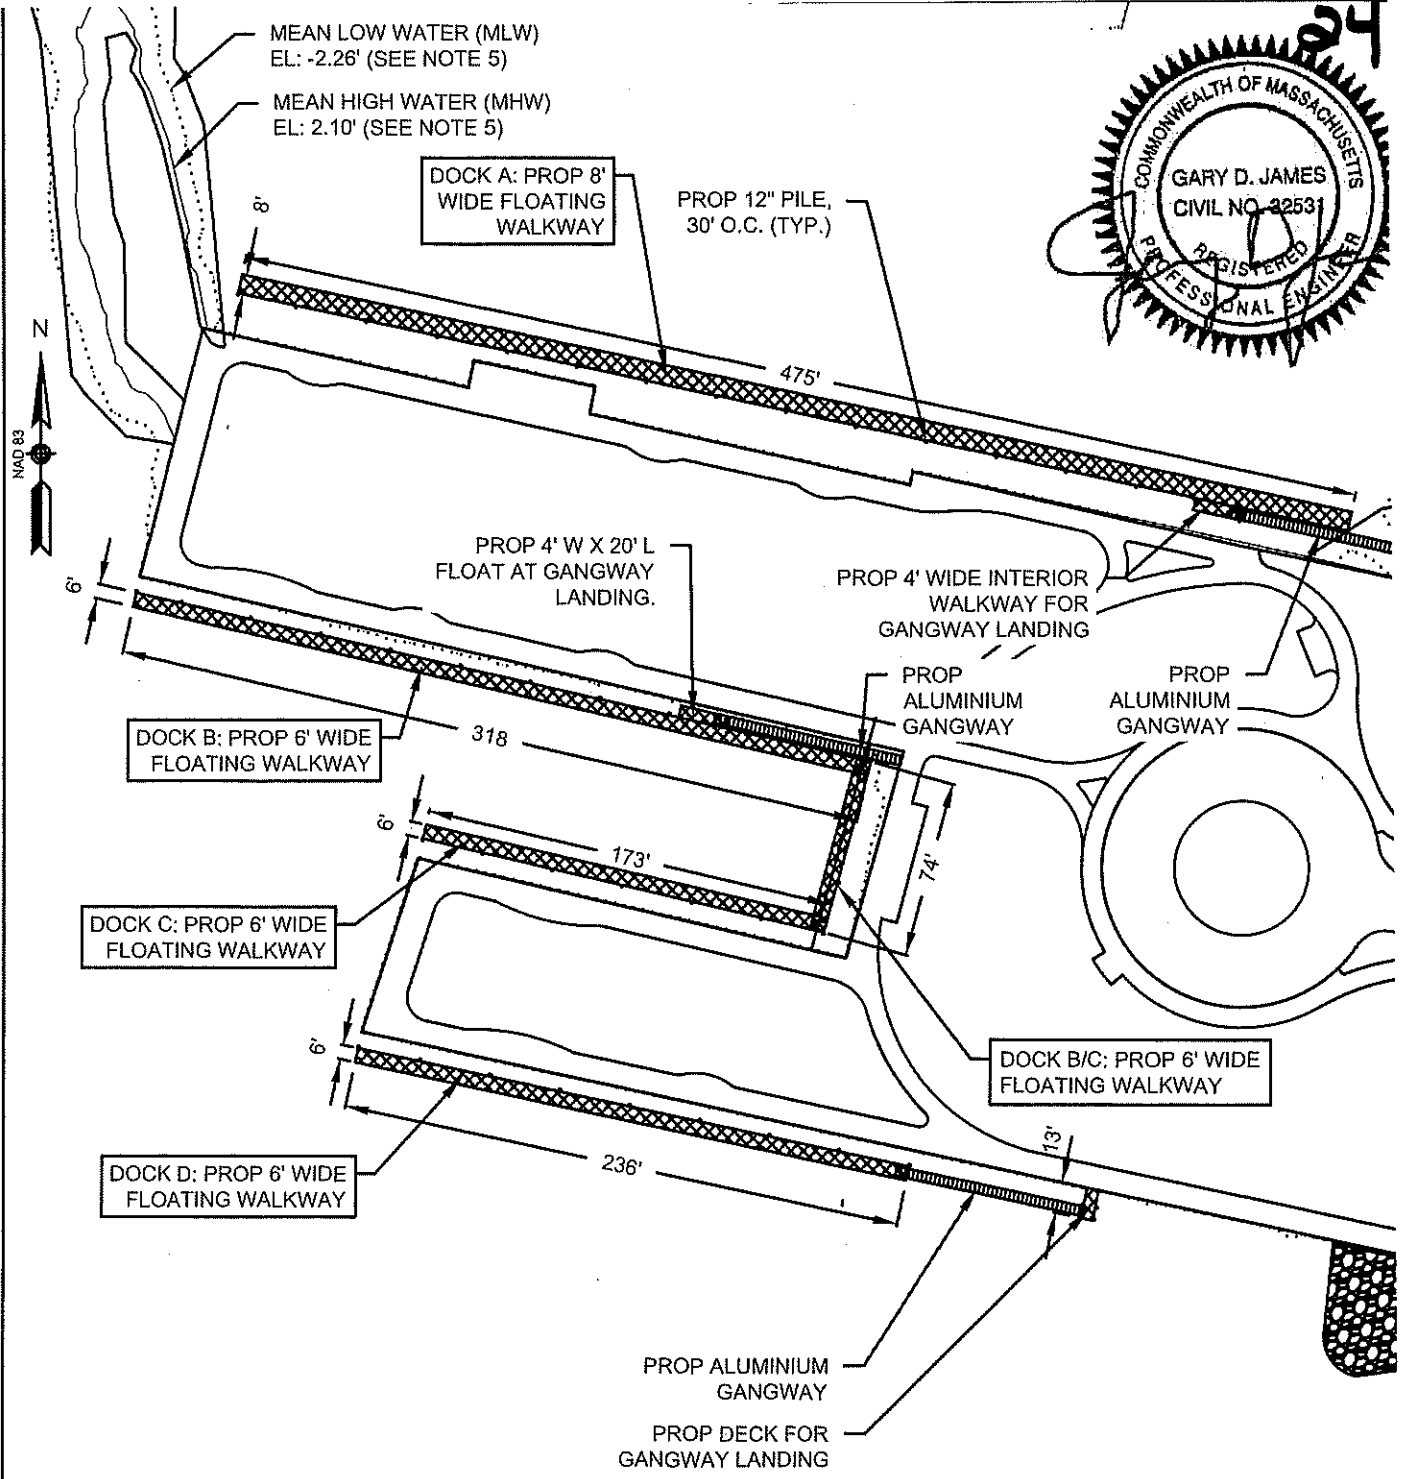 24
MEAN LOW WATER (MLW)
EL: -2.26' (SEE NOTE 5)
MEAN HIGH WATER (MHW)
EL: 2.10' (SEE NOTE 5)
COMMONWEALTH OF MASSACHUSETTS
GARY D. JAMES
CIVIL NO. 32531
REGISTERED
PROFESSIONAL ENGINEER
DOCK A: PROP 8'
WIDE FLOATING
WALKWAY
PROP 12" PILE,
30' O.C. (TYP.)
8'
N
NAD 83
475'
PROP 4' W X 20' L
FLOAT AT GANGWAY
LANDING.
PROP 4' WIDE INTERIOR
WALKWAY FOR
GANGWAY LANDING
6'
PROP
ALUMINIUM
GANGWAY
PROP
ALUMINIUM
GANGWAY
DOCK B: PROP 6' WIDE
FLOATING WALKWAY
318
6'
173'
74'
DOCK C: PROP 6' WIDE
FLOATING WALKWAY
6'
DOCK B/C: PROP 6' WIDE
FLOATING WALKWAY
13'
DOCK D: PROP 6' WIDE
FLOATING WALKWAY
236'
PROP ALUMINIUM
GANGWAY
PROP DECK FOR
GANGWAY LANDING